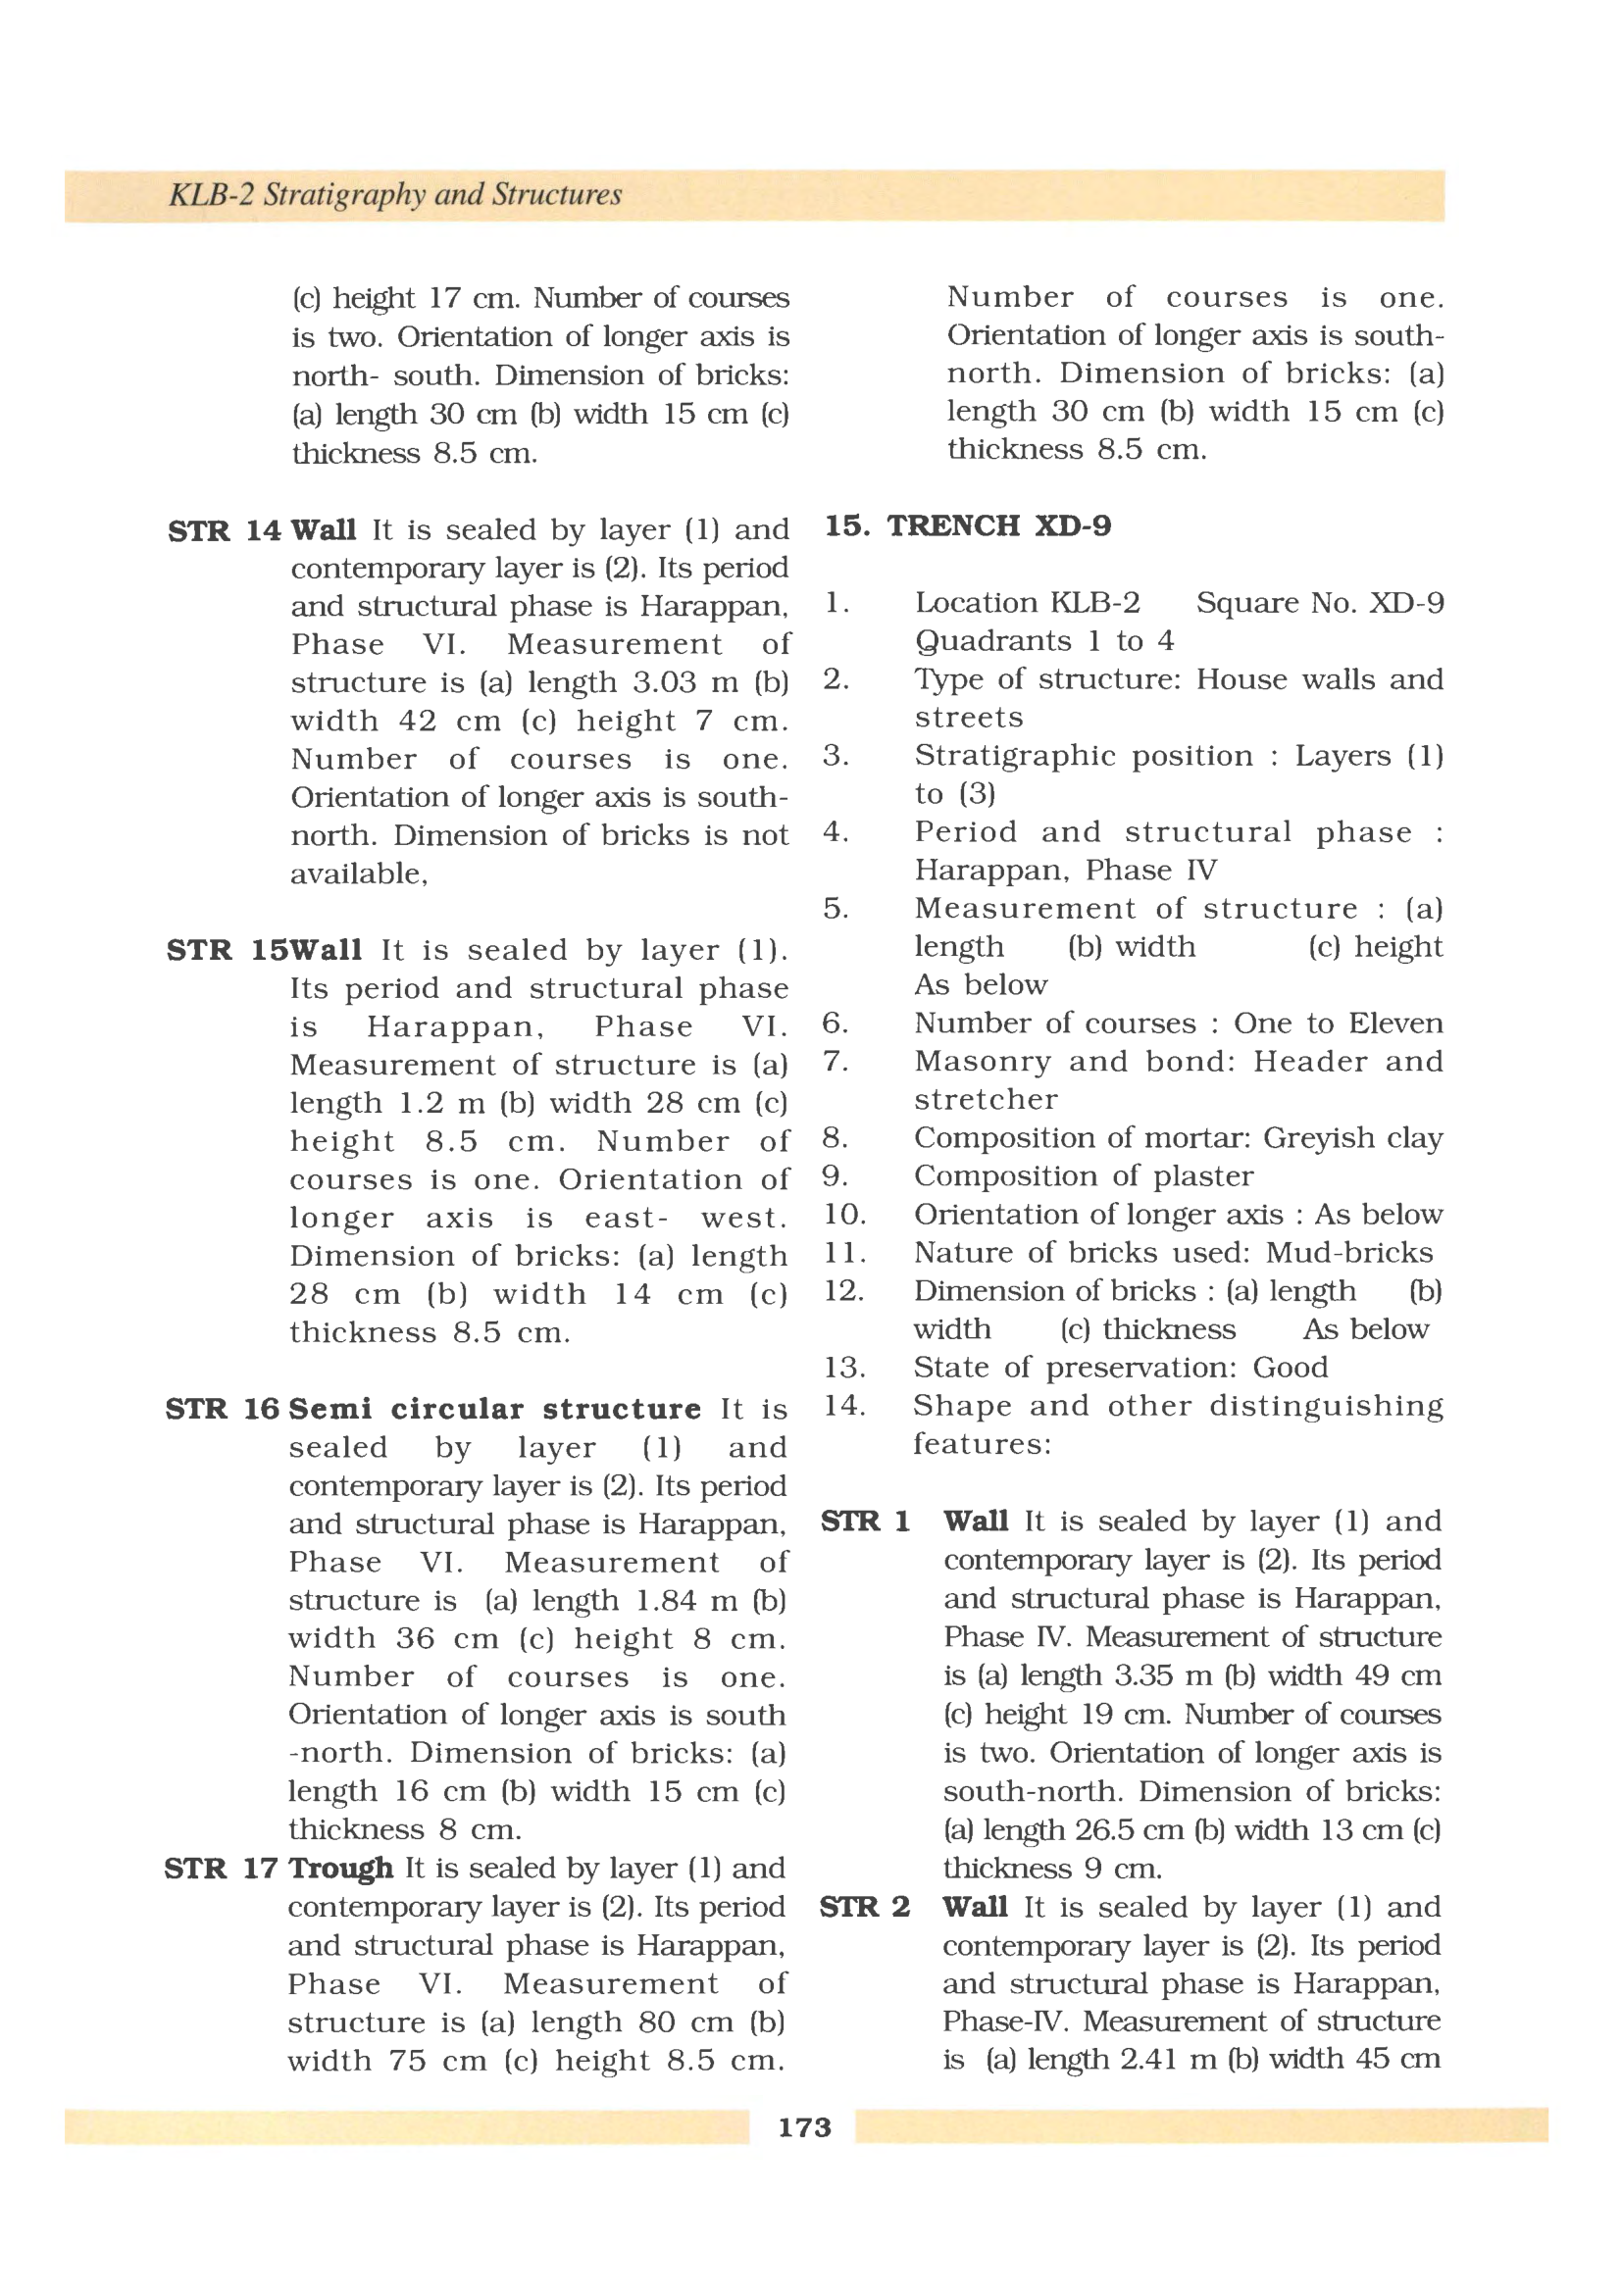 KLB-2 Stratigraphy and Structures
(c) height 17 cm. Number of courses
is two. Orientation of longer axis is
north- south. Dimension of bricks:
(a) length 30 cm (b) width 15 cm (c)
thickness 8.5 cm.
STR 14 Wall It is sealed by layer (1) and
contemporary layer is (2). Its period
and structural phase is Harappan,
Phase VI. Measurement of
structure is (a) length 3.03 m (b)
width 42 cm (c) height 7 cm.
Number of courses is one.
Orientation of longer axis is south-
north. Dimension of bricks is not
available,
STR 15Wall It is sealed by layer (1).
Its period and structural phase
is Harappan, Phase VI.
Measurement of structure is (a)
length 1.2 m (b) width 28 cm (c)
height 8.5 cm. Number of
courses is one. Orientation of
longer axis is east- west.
Dimension of bricks: (a) length
28 cm (b) width 14 cm (c)
thickness 8.5 cm.
STR 16 Semi circular structure It is
sealed by layer (1) and
contemporary layer is (2). Its period
and structural phase is Harappan,
Phase VI. Measurement of
structure is (a) length 1.84 m (b)
width 36 cm (c) height 8 cm.
Number of courses is one.
Orientation of longer axis is south
-north. Dimension of bricks: (a)
length 16 cm (b) width 15 cm (c)
thickness 8 cm.
STR 17 Trough It is sealed by layer (1) and
contemporary layer is (2). Its period
and structural phase is Harappan,
Phase VI. Measurement of
structure is (a) length 80 cm (b)
width 75 cm (c) height 8.5 cm.
Number of courses is one.
Orientation of longer axis is south-
north. Dimension of bricks: (a)
length 30 cm (b) width 15 cm (c)
thickness 8.5 cm.
15. TRENCH XD-9
1. Location KLB-2 Square No. XD-9
Quadrants 1 to 4
2. Type of structure: House walls and
streets
3. Stratigraphic position : Layers (1)
to (3)
4. Period and structural phase :
Harappan, Phase IV
5. Measurement of structure : (a)
length (b) width (c) height
As below
6. Number of courses : One to Eleven
7. Masonry and bond: Header and
stretcher
8. Composition of mortar: Greyish clay
9. Composition of plaster
10. Orientation of longer axis : As below
11. Nature of bricks used: Mud-bricks
12. Dimension of bricks : (a) length (b)
width (c) thickness As below
13. State of preservation: Good
14. Shape and other distinguishing
features:
STR 1 Wall It is sealed by layer (1) and
contemporary layer is (2). Its period
and structural phase is Harappan,
Phase IV. Measurement of structure
is (a) length 3.35 m (b) width 49 cm
(c) height 19 cm. Number of courses
is two. Orientation of longer axis is
south-north. Dimension of bricks:
(a) length 26.5 cm (b) width 13 cm (c)
thickness 9 cm.
STR 2 Wall It is sealed by layer (1) and
contemporary layer is (2). Its period
and structural phase is Harappan,
Phase-IV. Measurement of structure
is (a) length 2.41 m (b) width 45 cm
173